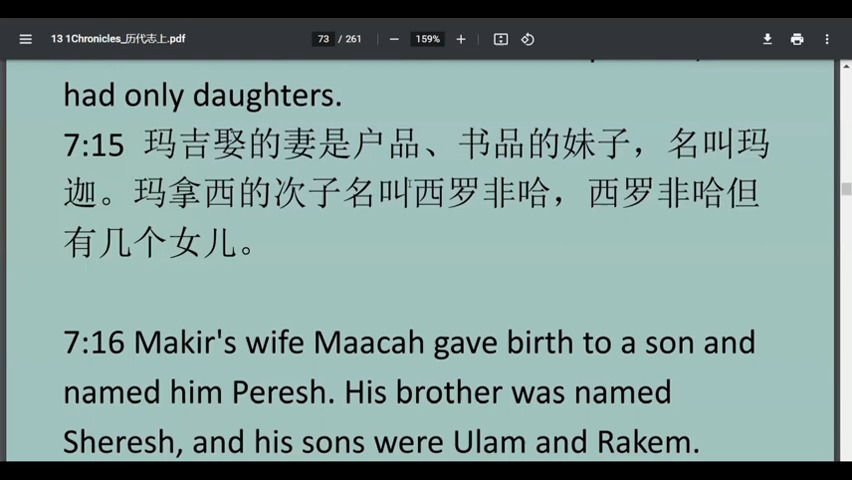 13 1Chronicles_历代志上.pdf
73 / 261
159%
had only daughters.
7:15 玛吉娶的妻是户品、书品的妹子，名叫玛
迦。玛拿西的次子名叫西罗非哈，西罗非哈但
有几个女儿。
7:16 Makir's wife Maacah gave birth to a son and
named him Peresh. His brother was named
Sheresh, and his sons were Ulam and Rakem.